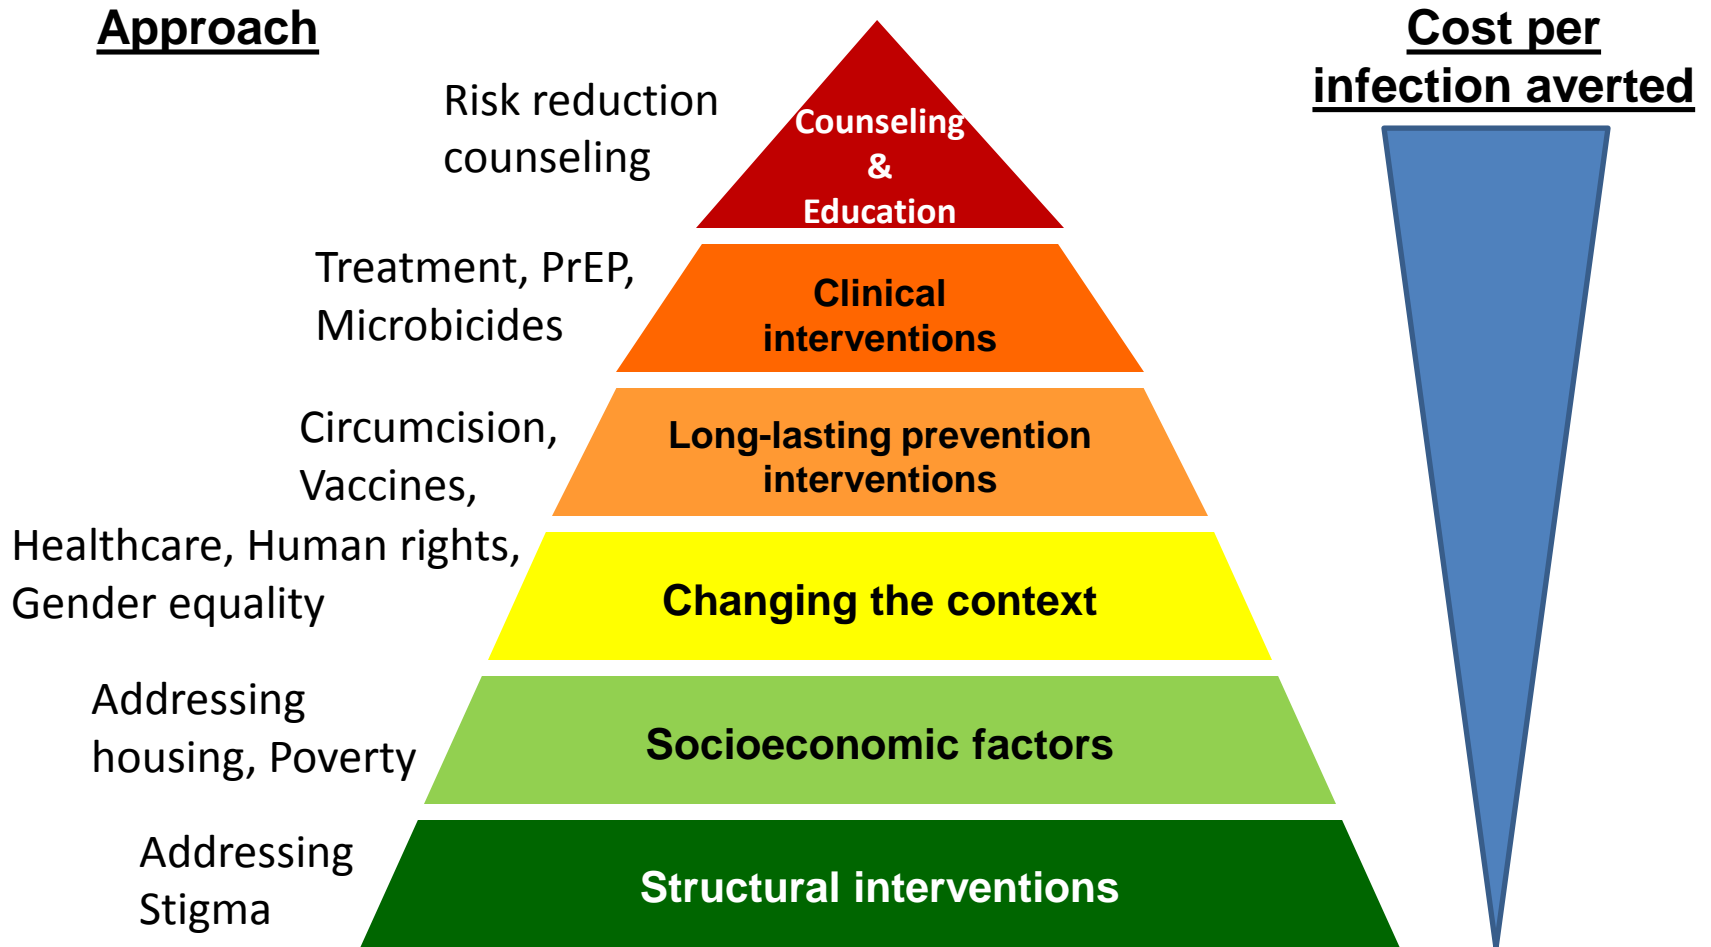 Approach
Cost per
infection averted
Risk reduction
counseling
Counseling
&
Education
Treatment, PrEP,
Microbicides
Clinical
interventions
Circumcision,
Vaccines,
Long-lasting prevention
interventions
Healthcare, Human rights,
Gender equality
Changing the context
Addressing
housing, Poverty
Socioeconomic factors
Addressing
Stigma
Structural interventions